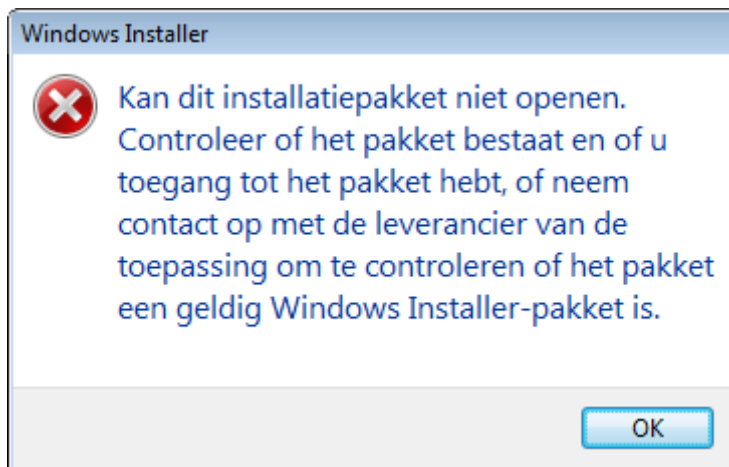 Windows Installer
Kan dit installatiepakket niet openen.
Controleer of het pakket bestaat en of u
toegang tot het pakket hebt, of neem
contact op met de leverancier van de
toepassing om te controleren of het pakket
een geldig Windows Installer-pakket is.
OK